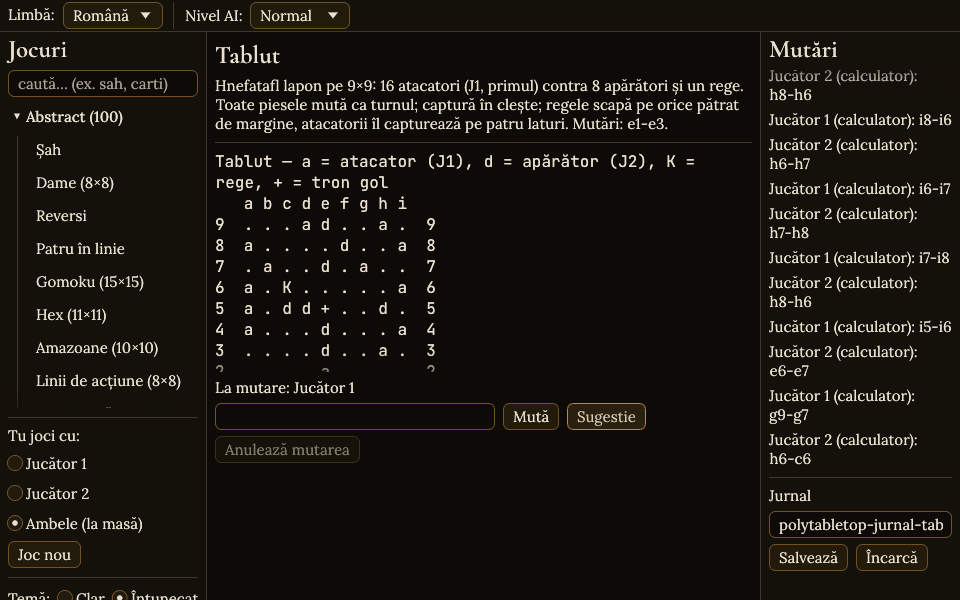 Limbă: Română ▼ Nivel AI: Normal ▼
Jocuri
caută... (ex. sah, carti)
▼ Abstract (100)
Șah
Dame (8×8)
Reversi
Patru în linie
Gomoku (15×15)
Hex (11×11)
Amazoane (10×10)
Linii de acțiune (8×8)
Tu joci cu:
Jucător 1
Jucător 2
Ambele (la masă)
Joc nou
Temă: Clar Întunecat
Tablut
Hnefatafl lapon pe 9×9: 16 atacatori (J1, primul) contra 8 apărători și un rege.
Toate piesele mută ca turnul; captură în clește; regele scapă pe orice pătrat
de margine, atacatorii îl capturează pe patru laturi. Mutări: e1-e3.
Tablut — a = atacator (J1), d = apărător (J2), K =
rege, + = tron gol
a b c d e f g h i
9 . . . a d . . a . 9
8 a . . . . d . . a 8
7 . a . . d . a . . 7
6 a . K . . . . . a 6
5 a . d d + . . d . 5
4 a . . . d . . . a 4
3 . . . . d . . a . 3
La mutare: Jucător 1
Mută Sugestie
Anulează mutarea
Mutări
Jucător 2 (calculator):
h8-h6
Jucător 1 (calculator): i8-i6
Jucător 2 (calculator):
h6-h7
Jucător 1 (calculator): i6-i7
Jucător 2 (calculator):
h7-h8
Jucător 1 (calculator): i7-i8
Jucător 2 (calculator):
h8-h6
Jucător 1 (calculator): i5-i6
Jucător 2 (calculator):
e6-e7
Jucător 1 (calculator):
g9-g7
Jucător 2 (calculator):
h6-c6
Jurnal
polytabletop-jurnal-tab
Salvează Încarcă